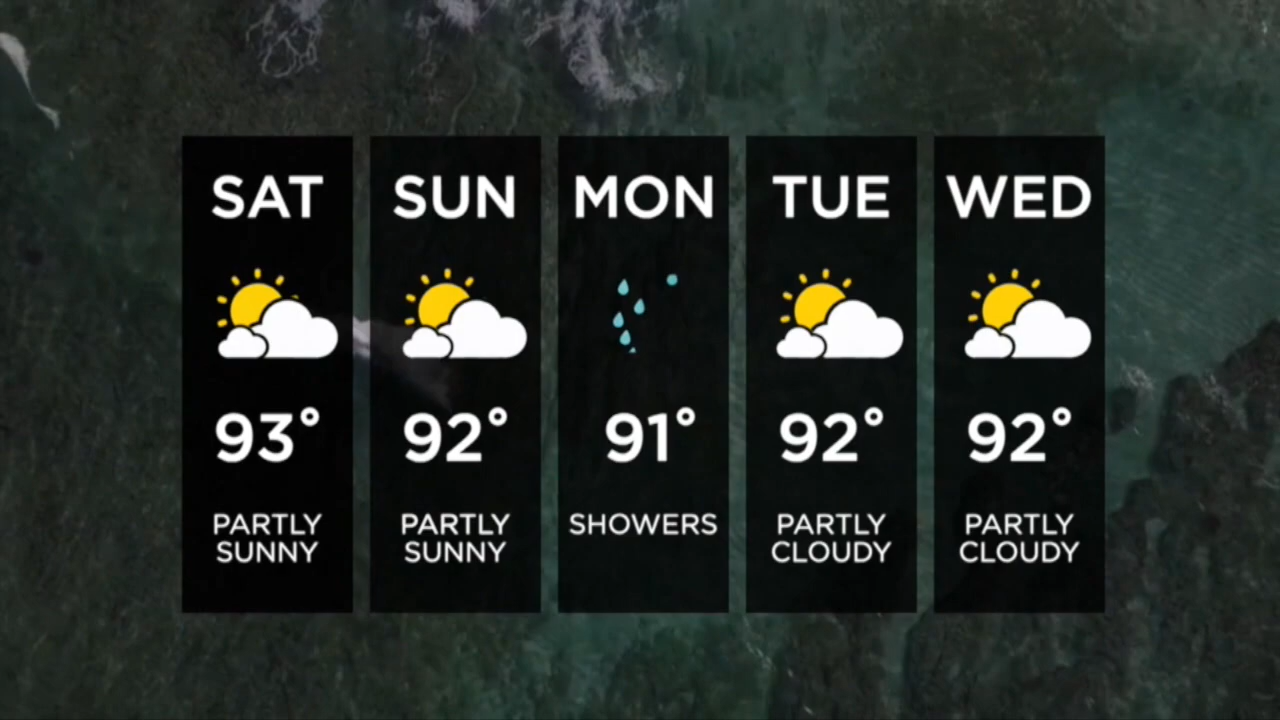 SAT
SUN
MON
TUE
WED
93°
92°
91°
92°
92°
PARTLY
SUNNY
PARTLY
SUNNY
SHOWERS
PARTLY
CLOUDY
PARTLY
CLOUDY